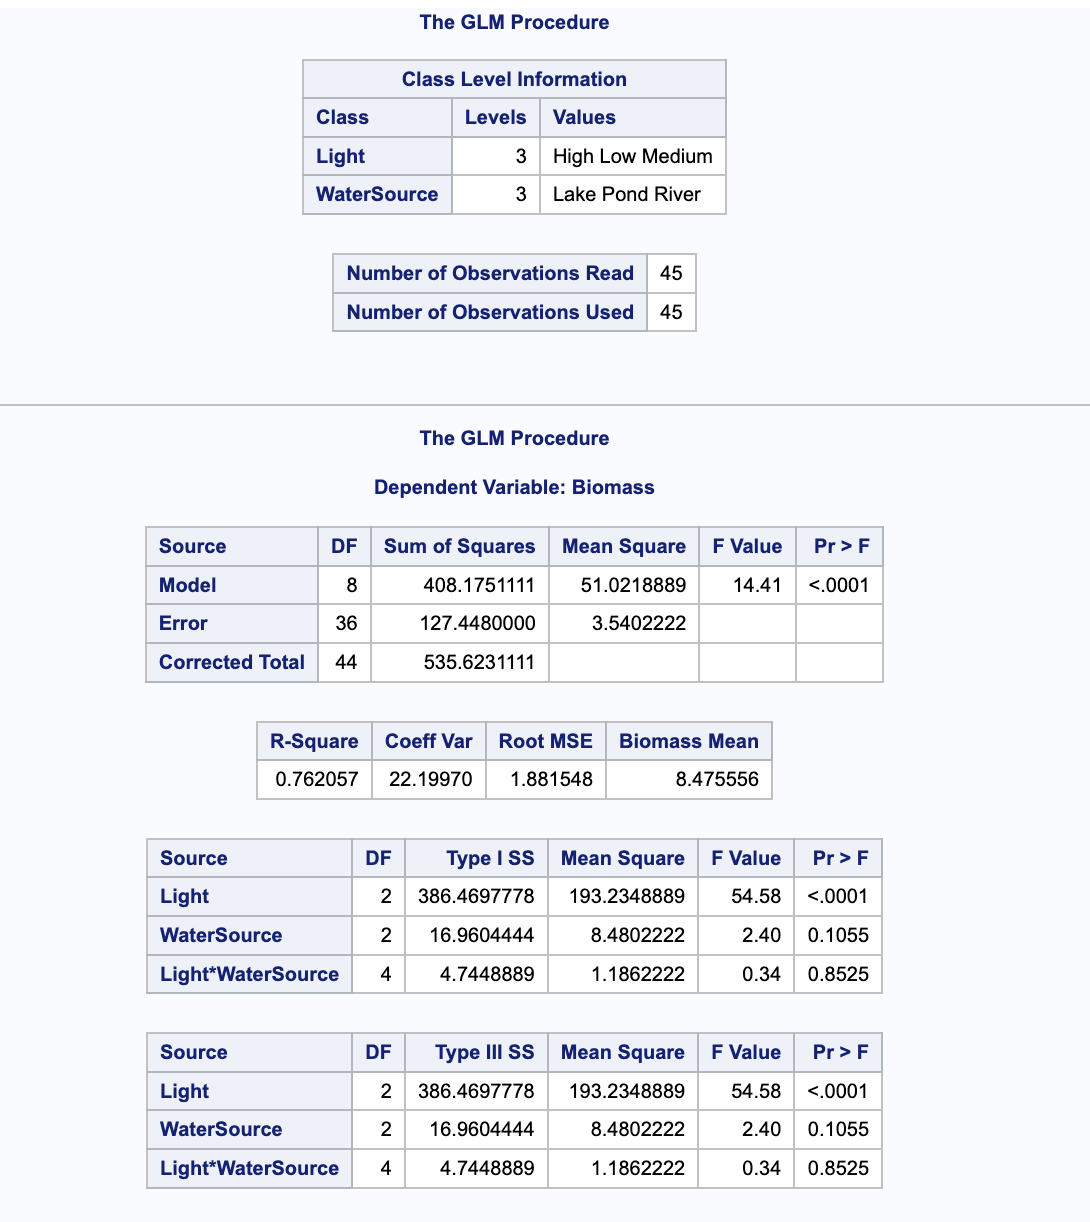 The GLM Procedure
Class Level Information
Class Levels Values
Light 3 High Low Medium
WaterSource 3 Lake Pond River
Number of Observations Read 45
Number of Observations Used 45
The GLM Procedure
Dependent Variable: Biomass
Source DF Sum of Squares Mean Square F Value Pr > F
Model 8 408.1751111 51.0218889 14.41 <.0001
Error 36 127.4480000 3.5402222
Corrected Total 44 535.6231111
R-Square Coeff Var Root MSE Biomass Mean
0.762057 22.19970 1.881548 8.475556
Source DF Type I SS Mean Square F Value Pr > F
Light 2 386.4697778 193.2348889 54.58 <.0001
WaterSource 2 16.9604444 8.4802222 2.40 0.1055
Light*WaterSource 4 4.7448889 1.1862222 0.34 0.8525
Source DF Type III SS Mean Square F Value Pr > F
Light 2 386.4697778 193.2348889 54.58 <.0001
WaterSource 2 16.9604444 8.4802222 2.40 0.1055
Light*WaterSource 4 4.7448889 1.1862222 0.34 0.8525